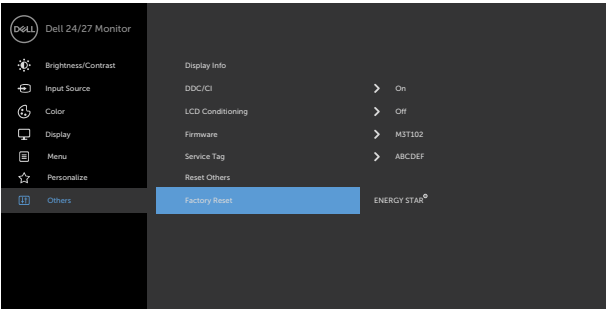 DELL Dell 24/27 Monitor
Brightness/Contrast Display Info
Input Source DDC/CI On
Color LCD Conditioning Off
Display Firmware M3T102
Menu Service Tag ABCDEF
Personalize Reset Others
Others Factory Reset ENERGY STAR®